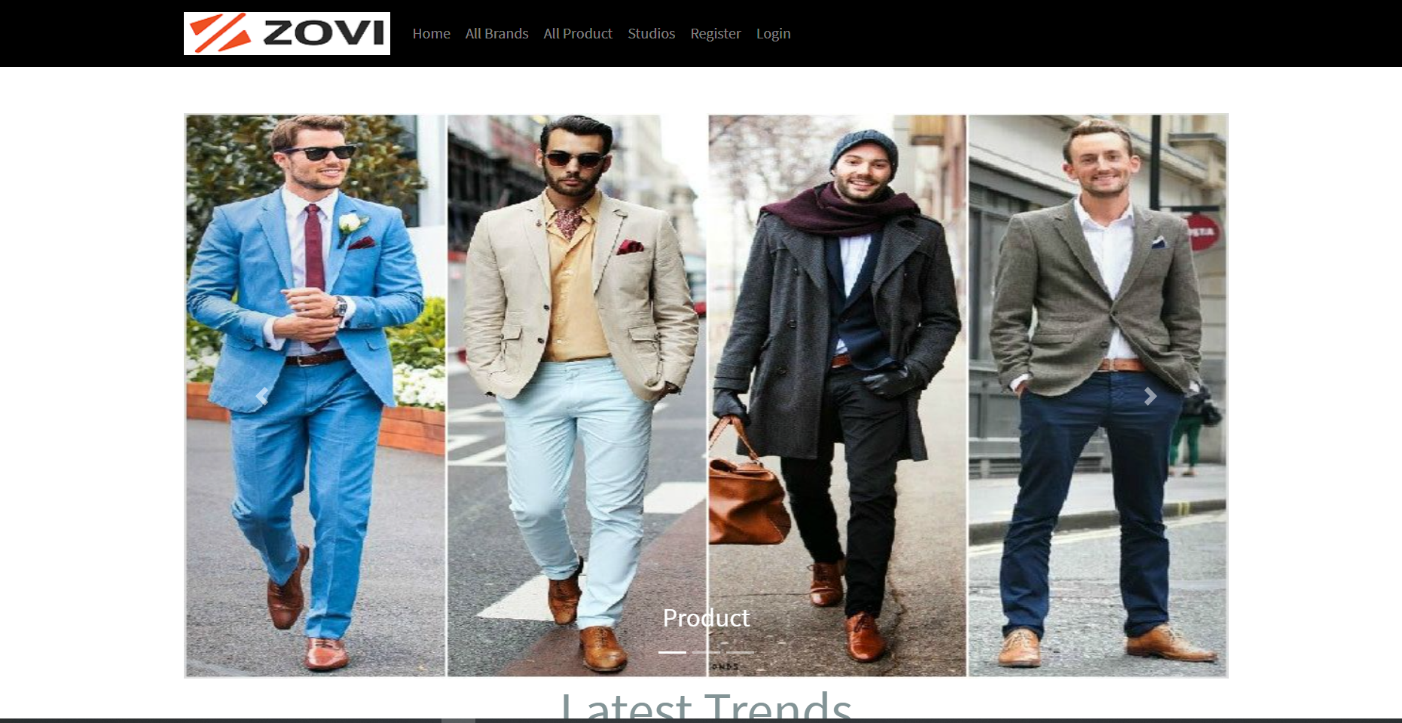 ZOVI
Home All Brands All Product Studios Register Login
Product
Latest Trends